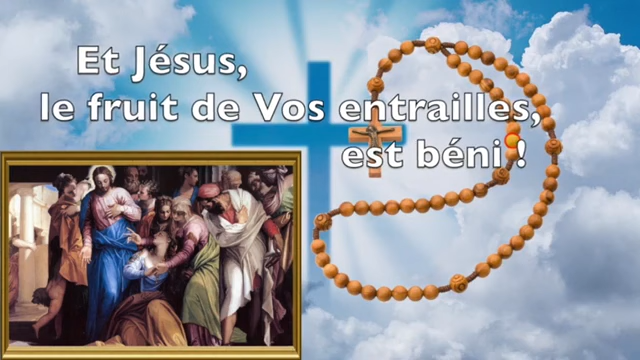 Et Jésus,
le fruit de Vos entrailles,
est béni !